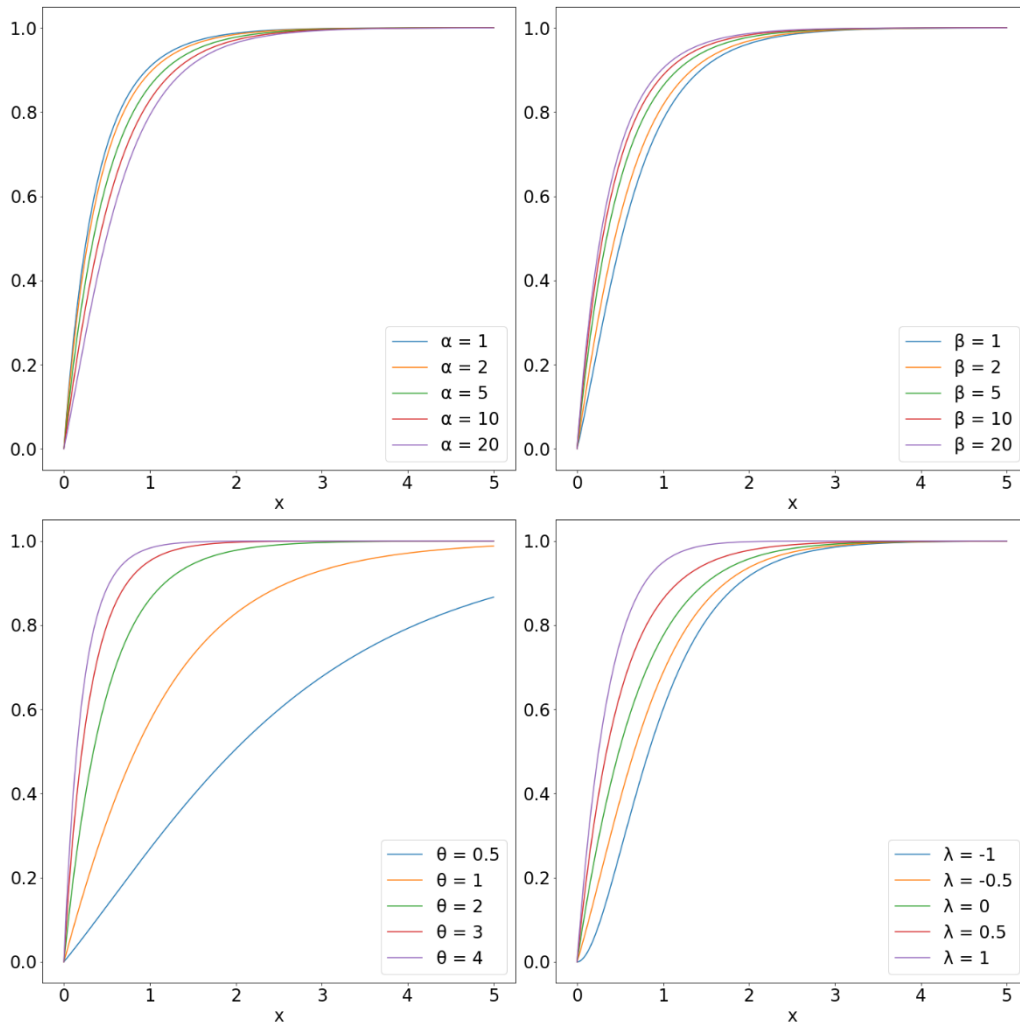 1.0
0.8
0.6
0.4
0.2
0.0
α = 1
α = 2
α = 5
α = 10
α = 20
0 1 2 3 4 5
x
1.0
0.8
0.6
0.4
0.2
0.0
β = 1
β = 2
β = 5
β = 10
β = 20
0 1 2 3 4 5
x
1.0
0.8
0.6
0.4
0.2
0.0
θ = 0.5
θ = 1
θ = 2
θ = 3
θ = 4
0 1 2 3 4 5
x
1.0
0.8
0.6
0.4
0.2
0.0
λ = -1
λ = -0.5
λ = 0
λ = 0.5
λ = 1
0 1 2 3 4 5
x